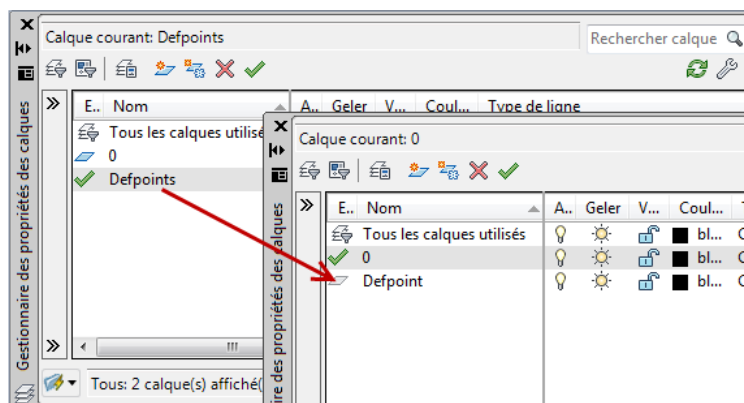 Calque courant: Defpoints
Rechercher calque
E.. Nom A.. Geler V... Coul... Type de ligne
Tous les calques utilisé
0
Defpoints
Tous: 2 calque(s) affiché(
Gestionnaire des propriétés des calques
Calque courant: 0
E.. Nom A.. Geler V... Coul...
Tous les calques utilisés bl...
0 bl...
Defpoint bl...
ire des propriétés des calques